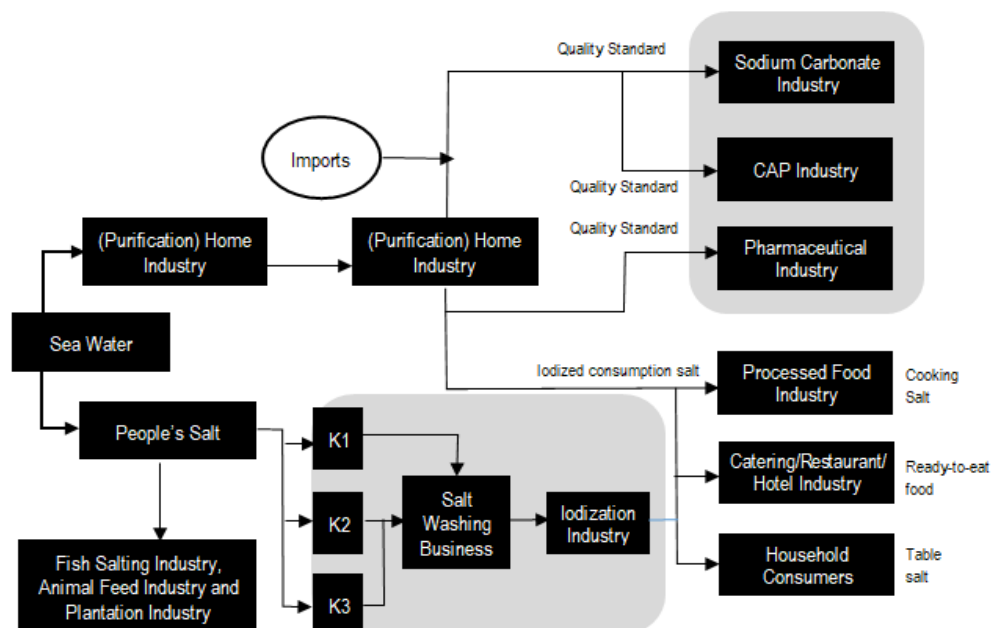 Quality Standard
Sodium Carbonate
Industry
Imports
CAP Industry
Quality Standard
Quality Standard
(Purification) Home
Industry
(Purification) Home
Industry
Pharmaceutical
Industry
Sea Water
Iodized consumption salt
Processed Food
Industry
Cooking
Salt
People's Salt
K1
Catering/Restaurant/
Hotel Industry
Ready-to-eat
food
K2
Salt
Washing
Business
Iodization
Industry
Fish Salting Industry,
Animal Feed Industry and
Plantation Industry
K3
Household
Consumers
Table
salt